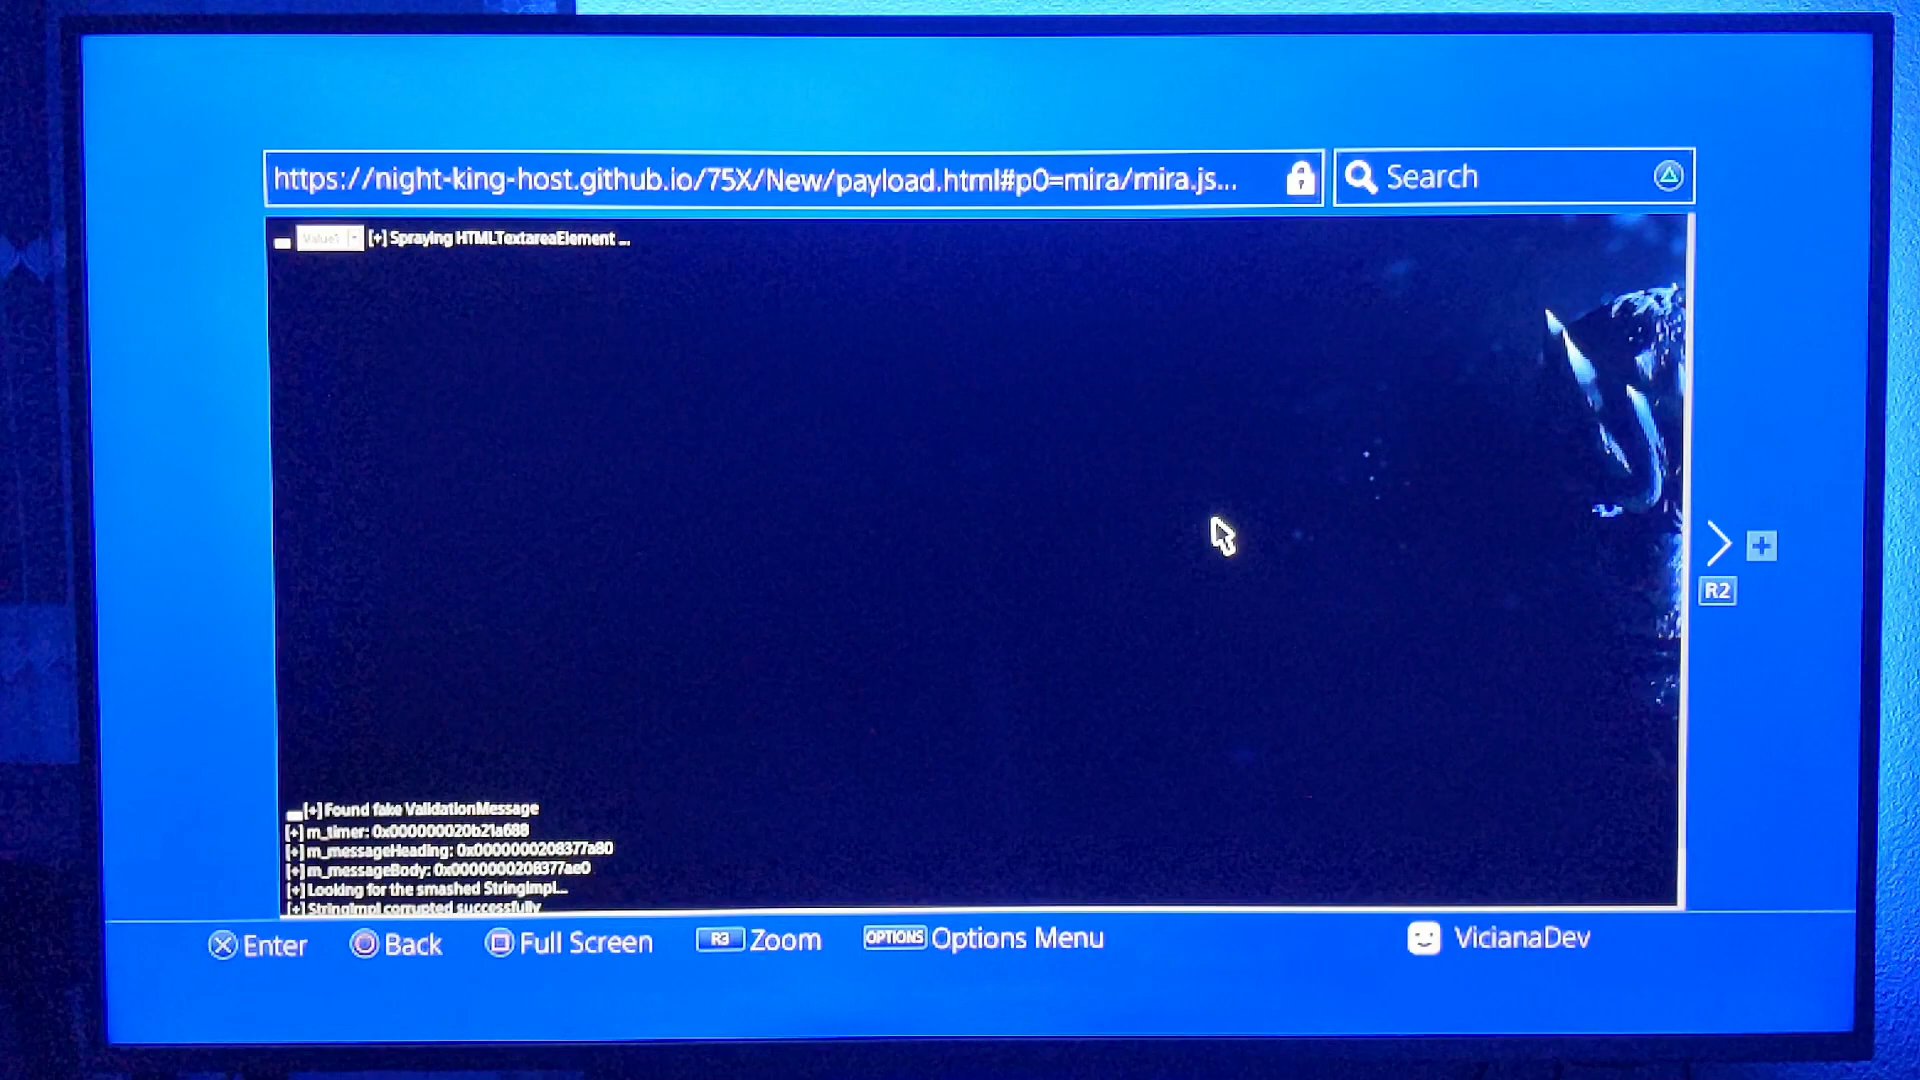 https://night-king-host.github.io/75X/New/payload.html#p0=mira/mira.js...
Search
Value1 [+] Spraying HTMLTextareaElement ...
R2
[+] Found fake ValidationMessage
[+] m_timer: 0x000000020b21a688
[+] m_messageHeading: 0x0000000208377a80
[+] m_messageBody: 0x0000000208377ae0
[+] Looking for the smashed StringImpl...
[+] StringImpl corrupted successfully
Enter Back Full Screen R3 Zoom OPTIONS Options Menu VicianaDev